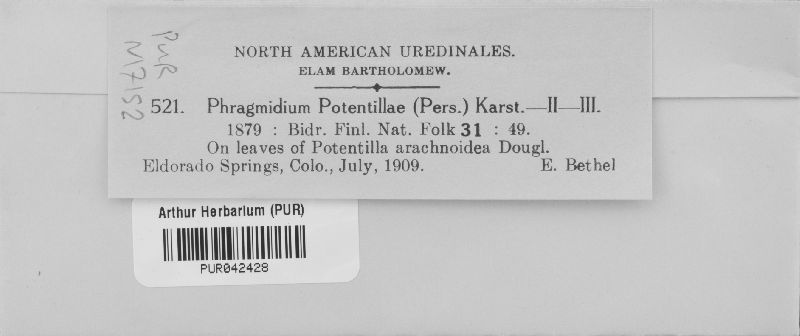 PUR
N7152
NORTH AMERICAN UREDINALES.
ELAM BARTHOLOMEW.
521. Phragmidium Potentillae (Pers.) Karst.—II—III.
1879 : Bidr. Finl. Nat. Folk 31 : 49.
On leaves of Potentilla arachnoidea Dougl.
Eldorado Springs, Colo., July, 1909. E. Bethel
Arthur Herbarium (PUR)
PUR042428